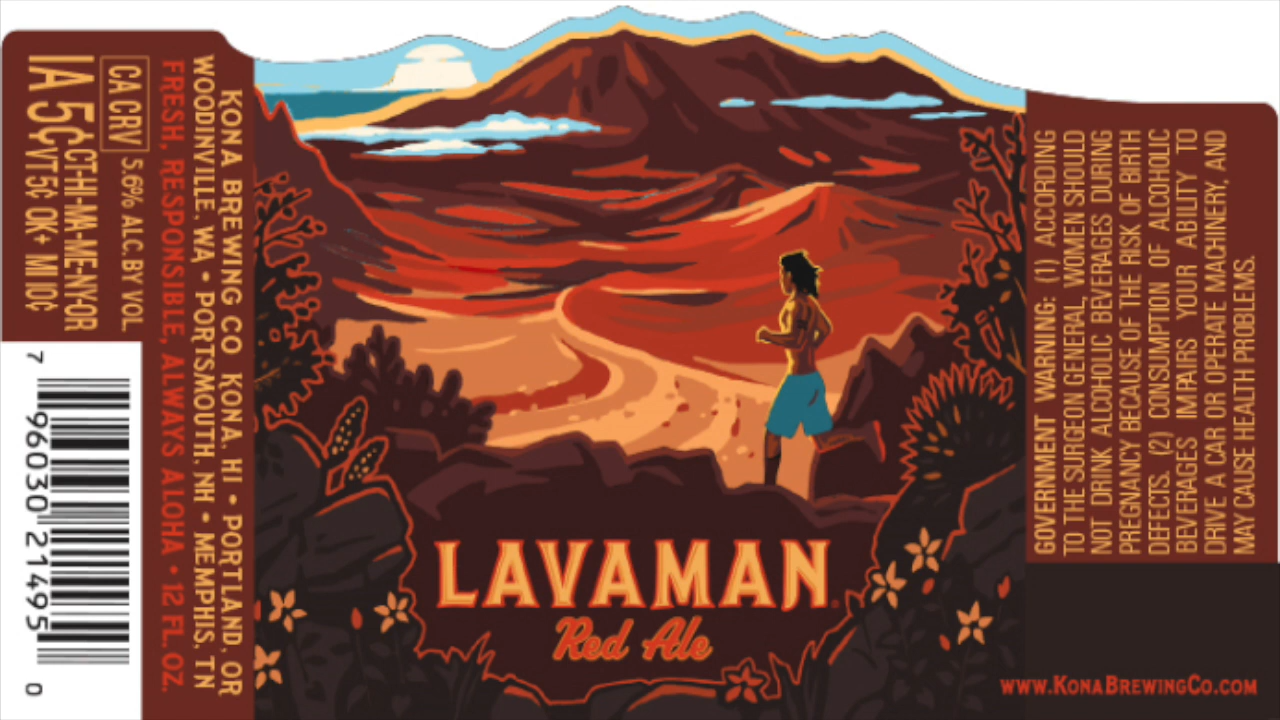 KONA BREWING CO KONA, HI • PORTLAND, OR
WOODINVILLE, WA • PORTSMOUTH, NH • MEMPHIS, TN
FRESH, RESPONSIBLE, ALWAYS ALOHA • 12 FL. OZ.
CA CRV 5.6% ALC. BY VOL
IA 5¢ CT-HI-MA-ME-NY-OR
VT 5¢ OK+ MI 10¢
7 96030 21495 0
LAVAMAN
Red Ale
GOVERNMENT WARNING: (1) ACCORDING
TO THE SURGEON GENERAL, WOMEN SHOULD
NOT DRINK ALCOHOLIC BEVERAGES DURING
PREGNANCY BECAUSE OF THE RISK OF BIRTH
DEFECTS. (2) CONSUMPTION OF ALCOHOLIC
BEVERAGES IMPAIRS YOUR ABILITY TO
DRIVE A CAR OR OPERATE MACHINERY, AND
MAY CAUSE HEALTH PROBLEMS.
WWW.KONABREWINGCO.COM